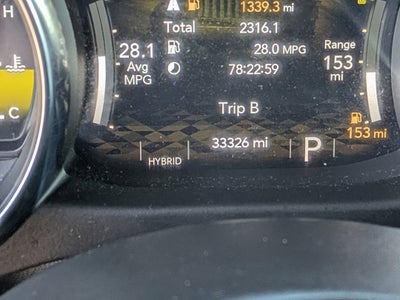 H
1339.3 mi
Total 2316.1
28.1 28.0 MPG Range
Avg 78:22:59 153
MPG mi
Trip B
153 mi
C
HYBRID 33326 mi P